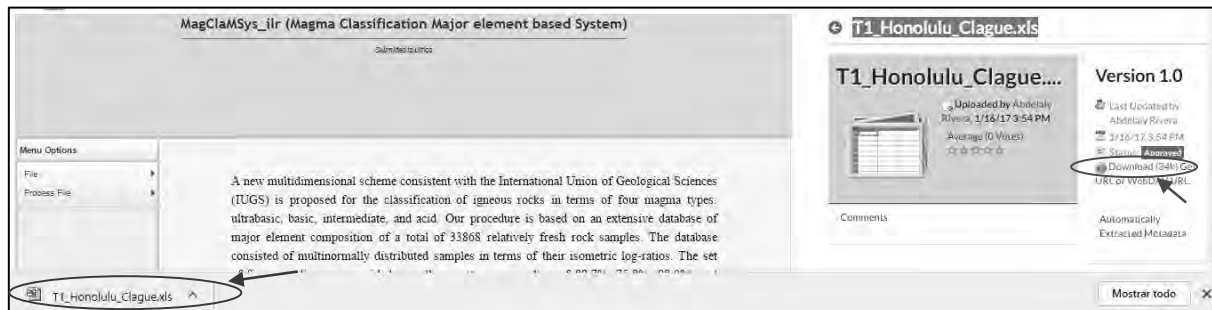 MagClaMSys_ilr (Magma Classification Major element based System)
Menu Options
File
Process File
A new multidimensional scheme consistent with the International Union of Geological Sciences
(IUGS) is proposed for the classification of igneous rocks in terms of four magma types:
ultrabasic, basic, intermediate, and acid. Our procedure is based on an extensive database of
major element composition of a total of 33868 relatively fresh rock samples. The database
consisted of multinormally distributed samples in terms of their isometric log-ratios. The set
T1_Honolulu_Clague.xls
T1_Honolulu_Clague....
Uploaded by Abdelaly
Rivera, 1/16/17 3:54 PM
Average (0 Votes)
Comments
Version 1.0
Last Updated by
Abdelaly Rivera
1/16/17 3:54 PM
Status: Approved
Download (34k) Get
URL or WebDAV URL.
Automatically
Extracted Metadata
T1_Honolulu_Clague.xls
Mostrar todo